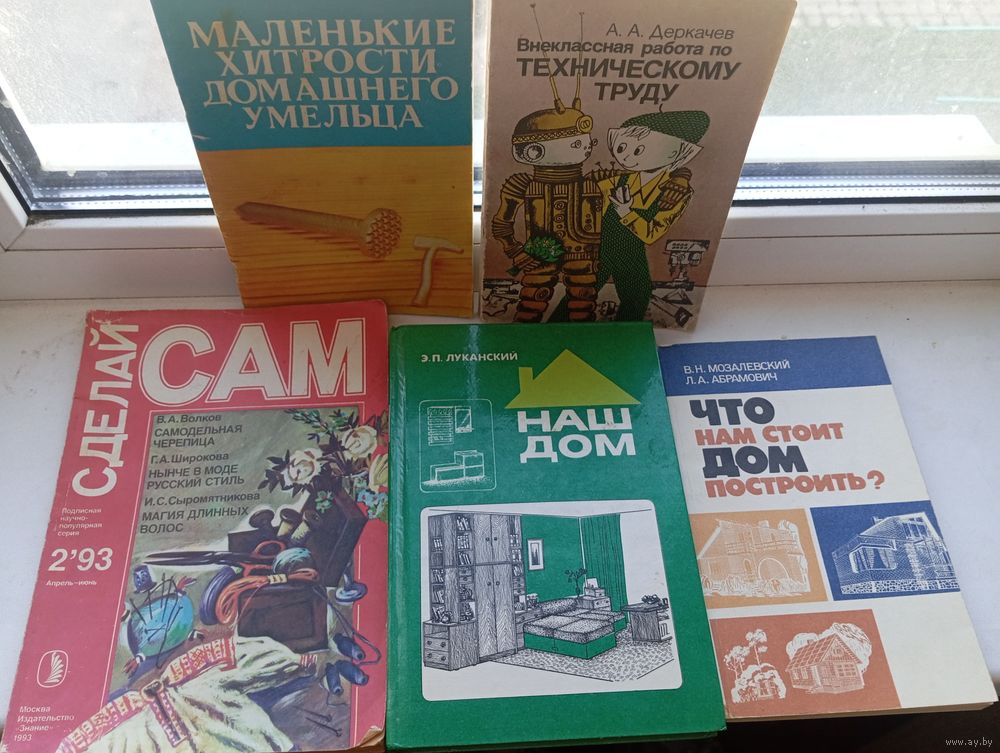 МАЛЕНЬКИЕ
ХИТРОСТИ
ДОМАШНЕГО
УМЕЛЬЦА
А. А. Деркачев
Внеклассная работа по
ТЕХНИЧЕСКОМУ
ТРУДУ
СДЕЛАЙ
САМ
В.А.Волков
САМОДЕЛЬНАЯ
ЧЕРЕПИЦА
Г.А.Широкова
НЫНЧЕ В МОДЕ
РУССКИЙ СТИЛЬ
И.С.Сыромятникова
МАГИЯ ДЛИННЫХ
ВОЛОС
Подписная
научно-
популярная
серия
2'93
Апрель–июнь
Москва
Издательство
«Знание»
1993
Э.П. ЛУКАНСКИЙ
НАШ
ДОМ
В.Н. МОЗАЛЕВСКИЙ
Л.А. АБРАМОВИЧ
ЧТО
НАМ СТОИТ
ДОМ
ПОСТРОИТЬ?
www.ay.by